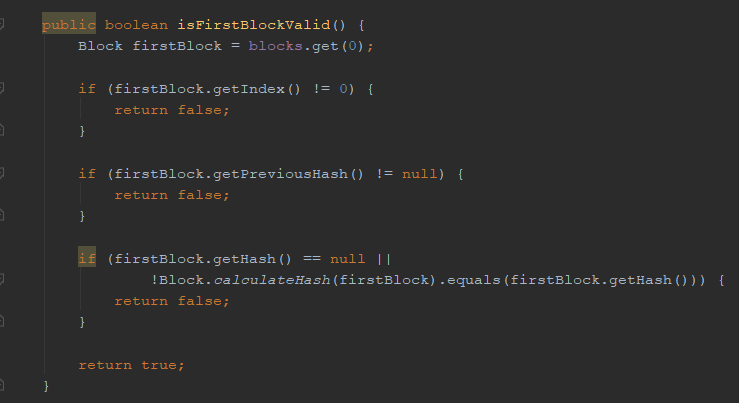 public boolean isFirstBlockValid() {
    Block firstBlock = blocks.get(0);
    if (firstBlock.getIndex() != 0) {
        return false;
    }
    if (firstBlock.getPreviousHash() != null) {
        return false;
    }
    if (firstBlock.getHash() == null ||
            !Block.calculateHash(firstBlock).equals(firstBlock.getHash())) {
        return false;
    }
    return true;
}